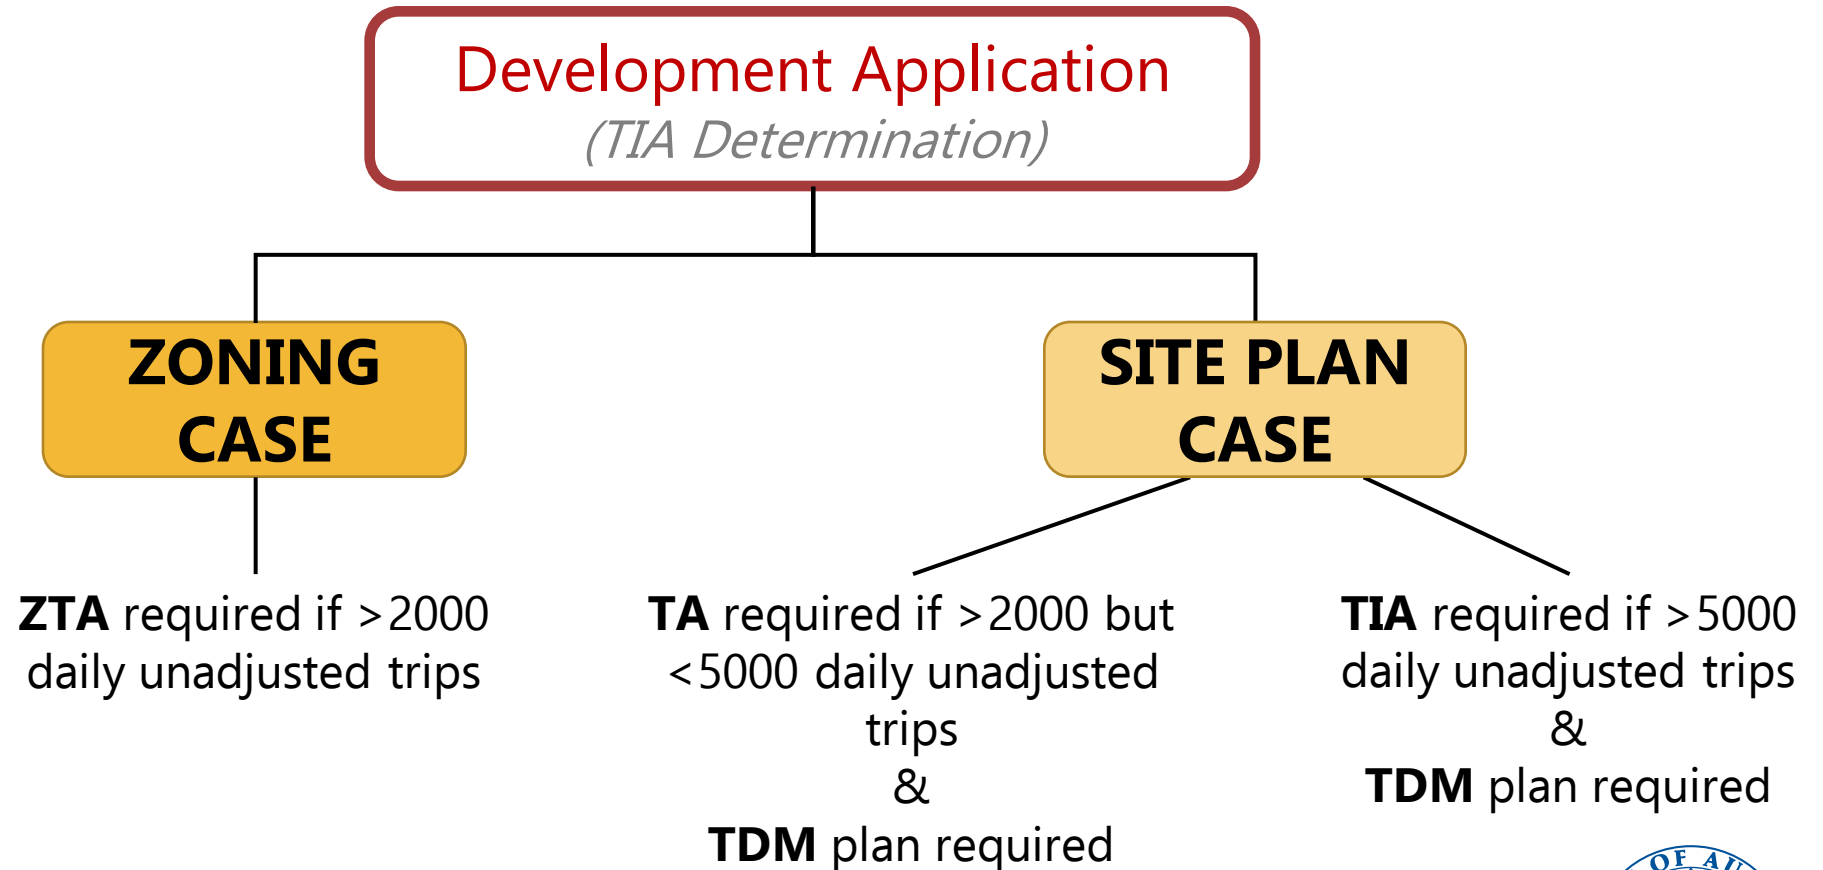 Development Application
(TIA Determination)
ZONING
CASE
SITE PLAN
CASE
ZTA required if >2000
daily unadjusted trips
TA required if >2000 but
<5000 daily unadjusted
trips
&
TDM plan required
TIA required if >5000
daily unadjusted trips
&
TDM plan required
OF AU